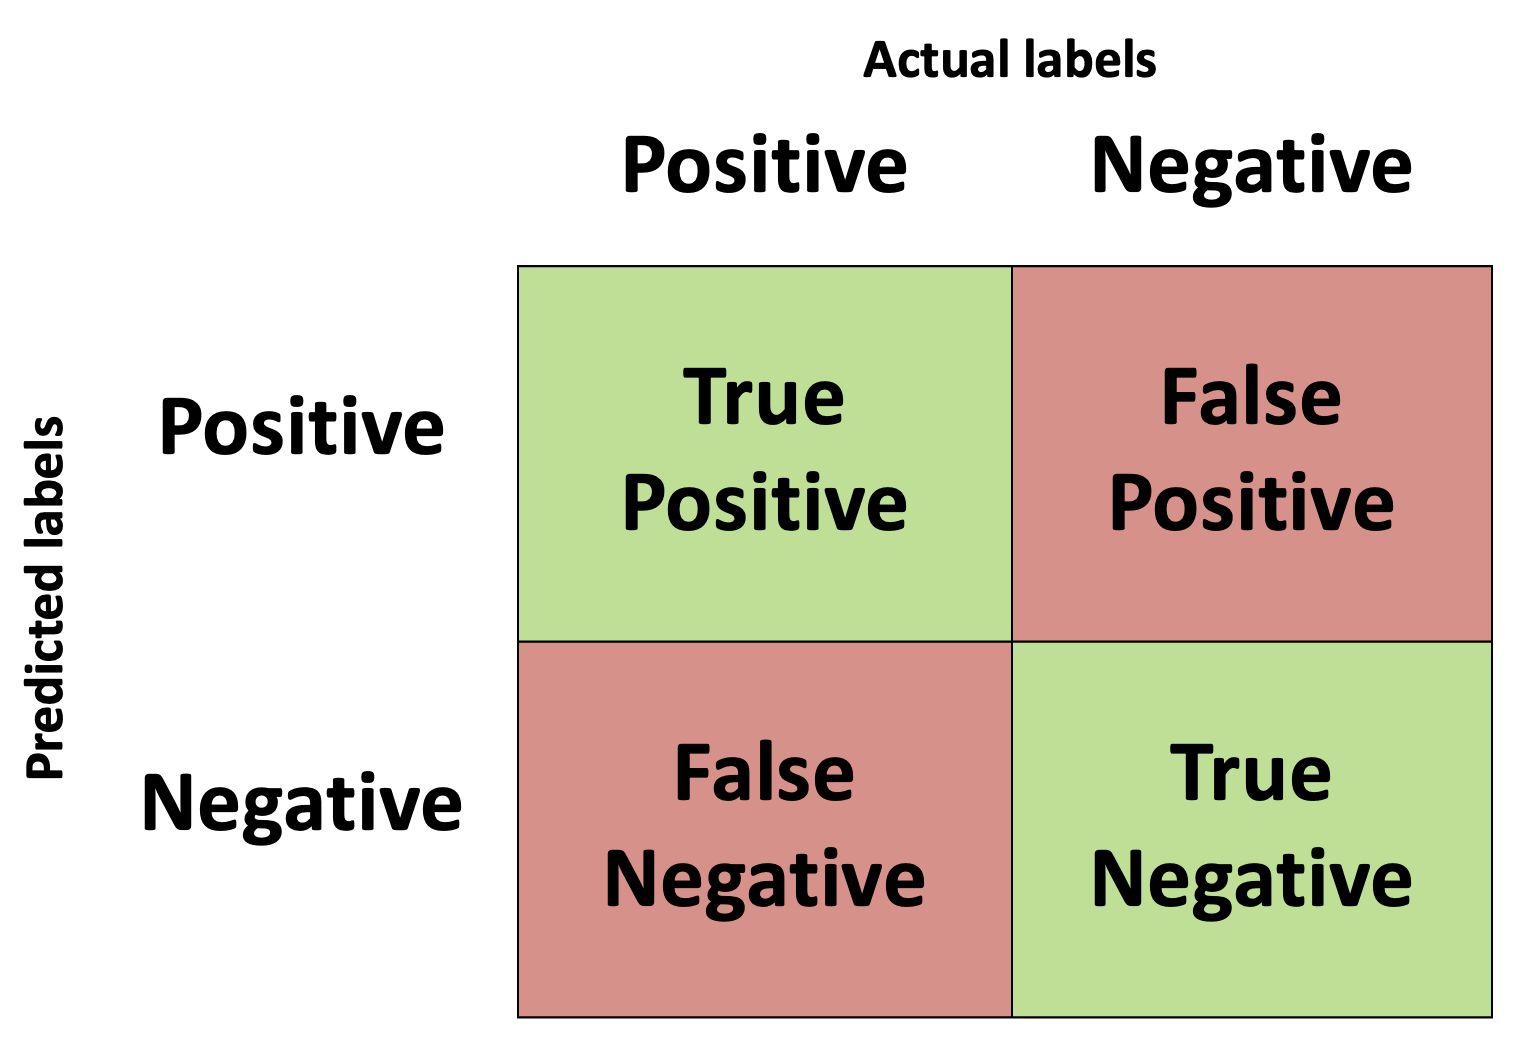 Actual labels
Positive Negative
Predicted labels
Positive
True
Positive
False
Positive
Negative
False
Negative
True
Negative